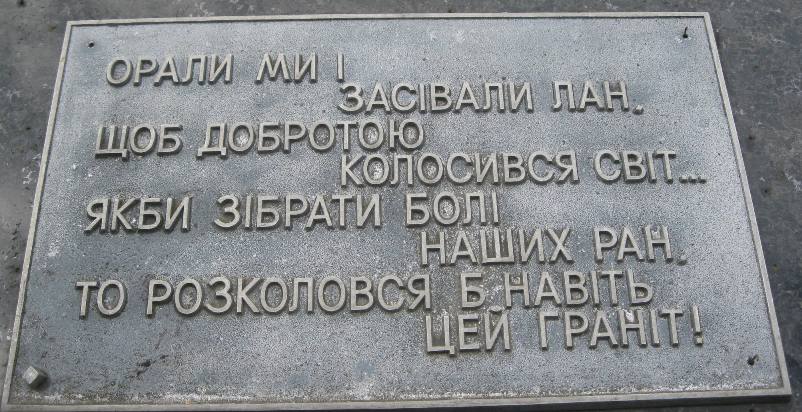 ОРАЛИ МИ І
ЗАСІВАЛИ ЛАН,
ЩОБ ДОБРОТОЮ
КОЛОСИВСЯ СВІТ...
ЯКБИ ЗІБРАТИ БОЛІ
НАШИХ РАН,
ТО РОЗКОЛОВСЯ Б НАВІТЬ
ЦЕЙ ГРАНІТ!